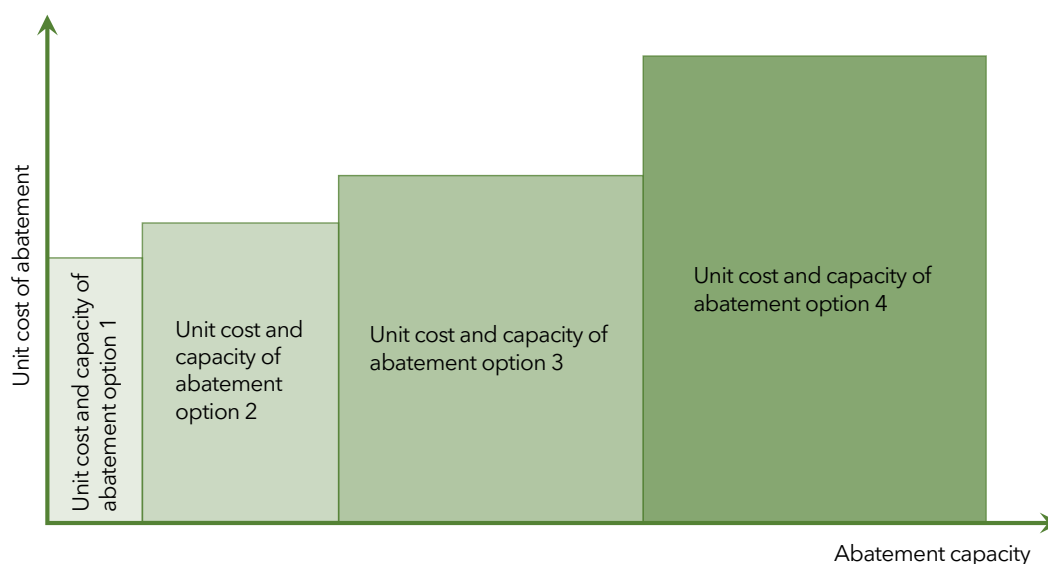 Unit cost of abatement
Unit cost and capacity of
abatement option 1
Unit cost and
capacity of
abatement
option 2
Unit cost and capacity of
abatement option 3
Unit cost and capacity of
abatement option 4
Abatement capacity